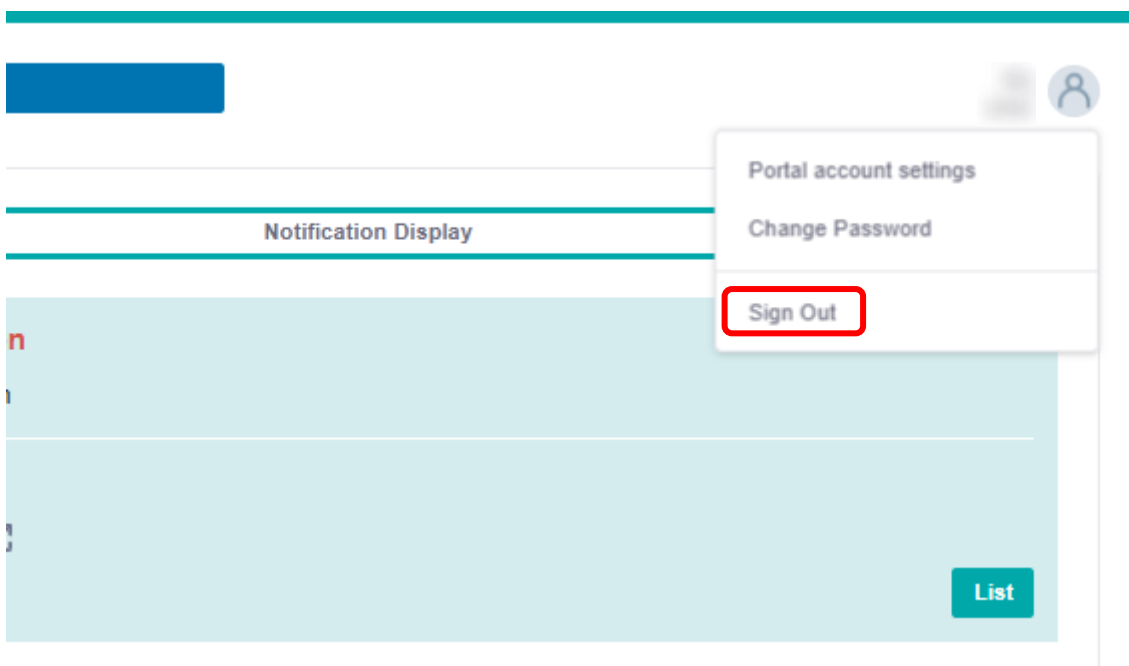 Portal account settings
Notification Display
Change Password
Sign Out
n
List